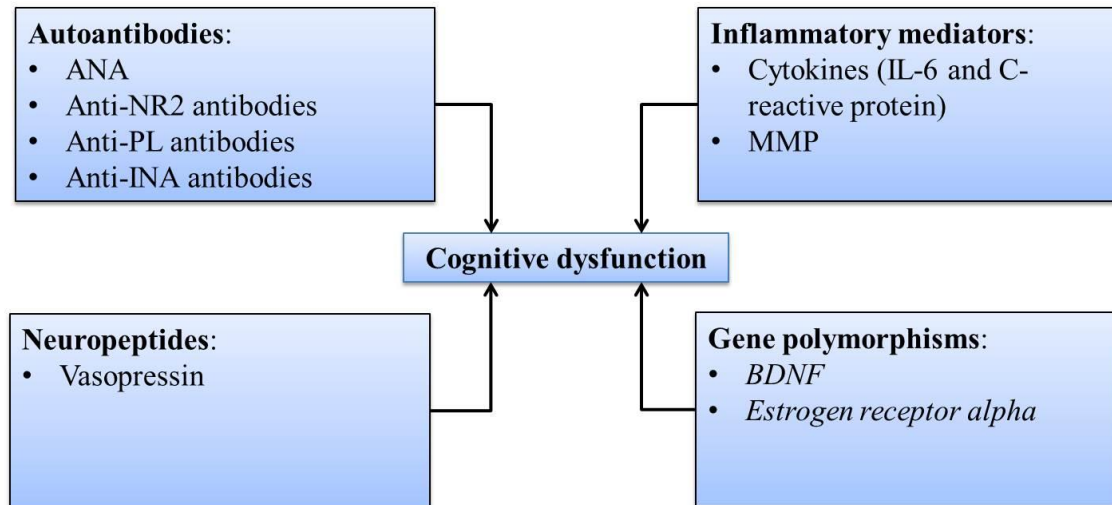 Autoantibodies:
• ANA
• Anti-NR2 antibodies
• Anti-PL antibodies
• Anti-INA antibodies
Inflammatory mediators:
• Cytokines (IL-6 and C-
reactive protein)
• MMP
Cognitive dysfunction
Neuropeptides:
• Vasopressin
Gene polymorphisms:
• BDNF
• Estrogen receptor alpha